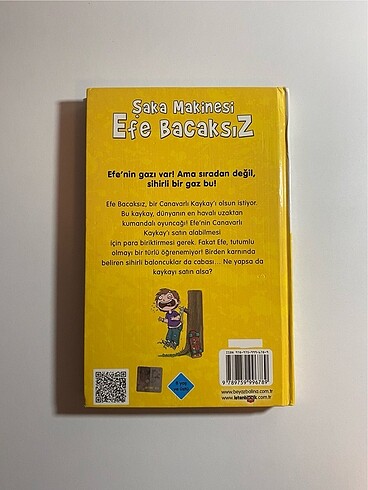 Şaka Makinesi
Efe Bacaksız
Efe'nin gazı var! Ama sıradan değil,
sihirli bir gaz bu!
Efe Bacaksız, bir Canavarlı Kaykay'ı olsun istiyor.
Bu kaykay, dünyanın en havalı uzaktan
kumandalı oyuncağı! Efe'nin Canavarlı
Kaykay'ı satın alabilmesi
için para biriktirmesi gerek. Fakat Efe, tutumlu
olmayı bir türlü öğrenemiyor! Birden karnında
beliren sihirli baloncuklar da cabası... Ne yapsa da
kaykayı satın alsa?
9 789759 996789
www.beyazbalina.com.tr